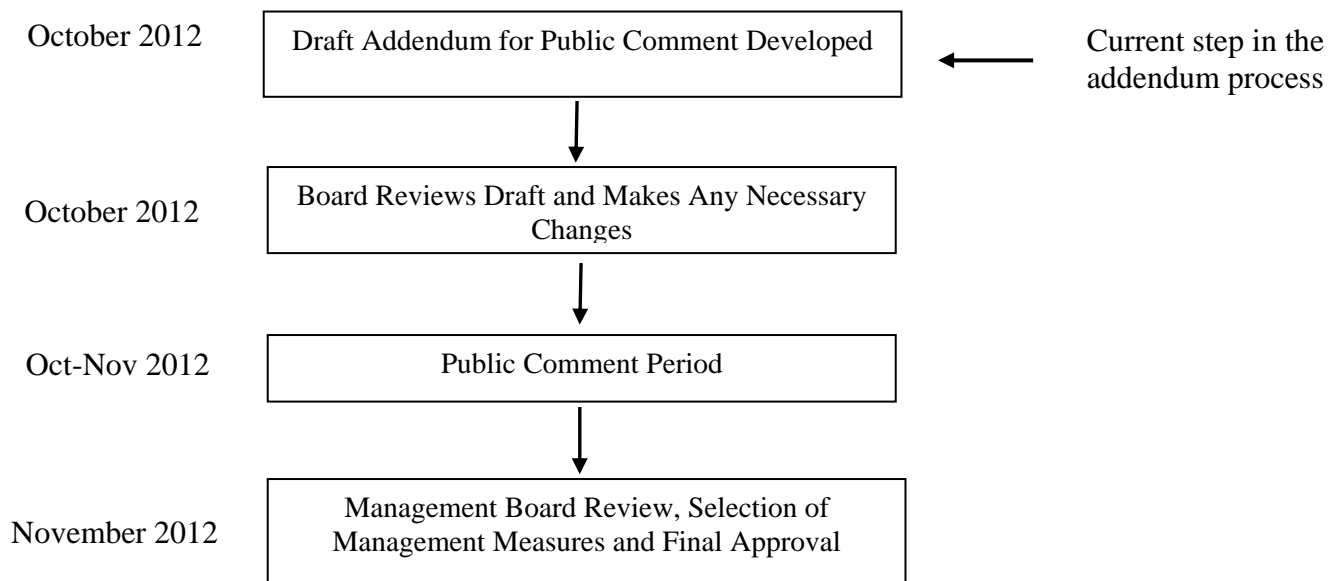 October 2012
Draft Addendum for Public Comment Developed
Current step in the
addendum process
October 2012
Board Reviews Draft and Makes Any Necessary
Changes
Oct-Nov 2012
Public Comment Period
November 2012
Management Board Review, Selection of
Management Measures and Final Approval